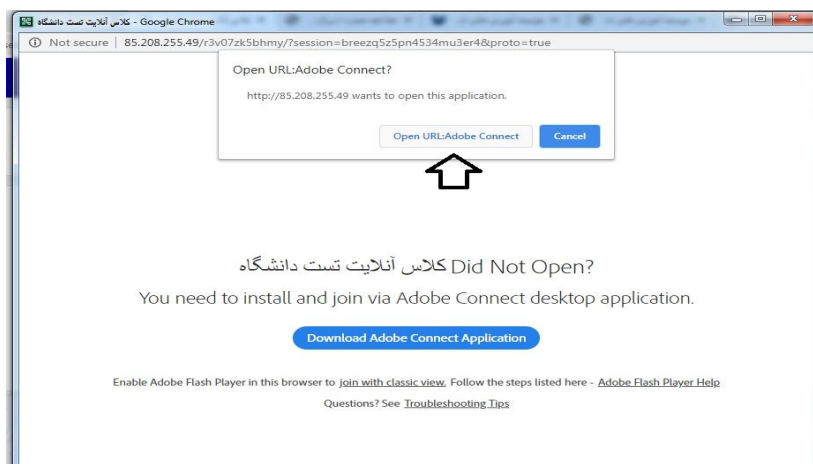 کلاس آنلایت تست دانشگاه - Google Chrome
Not secure | 85.208.255.49/r3v07zk5bhmy/?session=breezq5z5pn4534mu3er4&proto=true
Open URL:Adobe Connect?
http://85.208.255.49 wants to open this application.
Open URL:Adobe Connect Cancel
کلاس آنلایت تست دانشگاه Did Not Open?
You need to install and join via Adobe Connect desktop application.
Download Adobe Connect Application
Enable Adobe Flash Player in this browser to join with classic view. Follow the steps listed here - Adobe Flash Player Help
Questions? See Troubleshooting Tips